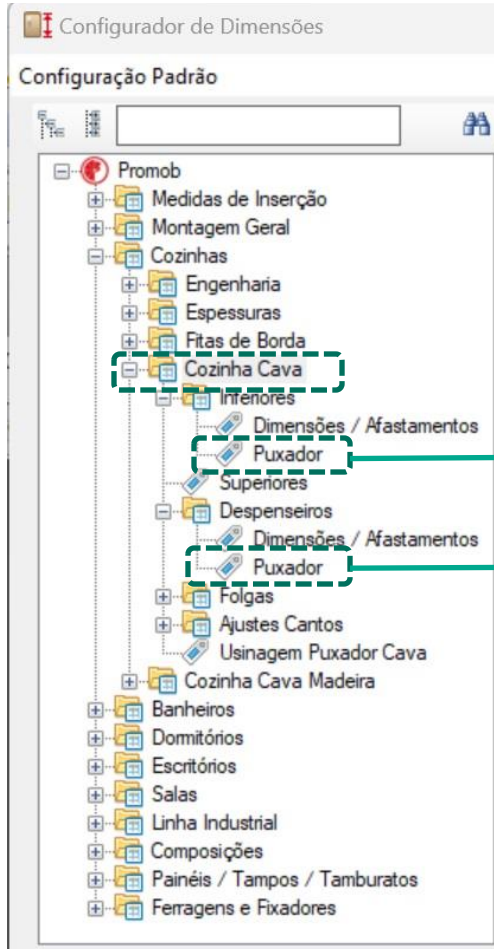 Configurador de Dimensões
Configuração Padrão
Promob
Medidas de Inserção
Montagem Geral
Cozinhas
Engenharia
Espessuras
Fitas de Borda
Cozinha Cava
Inferiores
Dimensões / Afastamentos
Puxador
Superiores
Despenseiros
Dimensões / Afastamentos
Puxador
Folgas
Ajustes Cantos
Usinagem Puxador Cava
Cozinha Cava Madeira
Banheiros
Dormitórios
Escritórios
Salas
Linha Industrial
Composições
Painéis / Tampos / Tamburatos
Ferragens e Fixadores